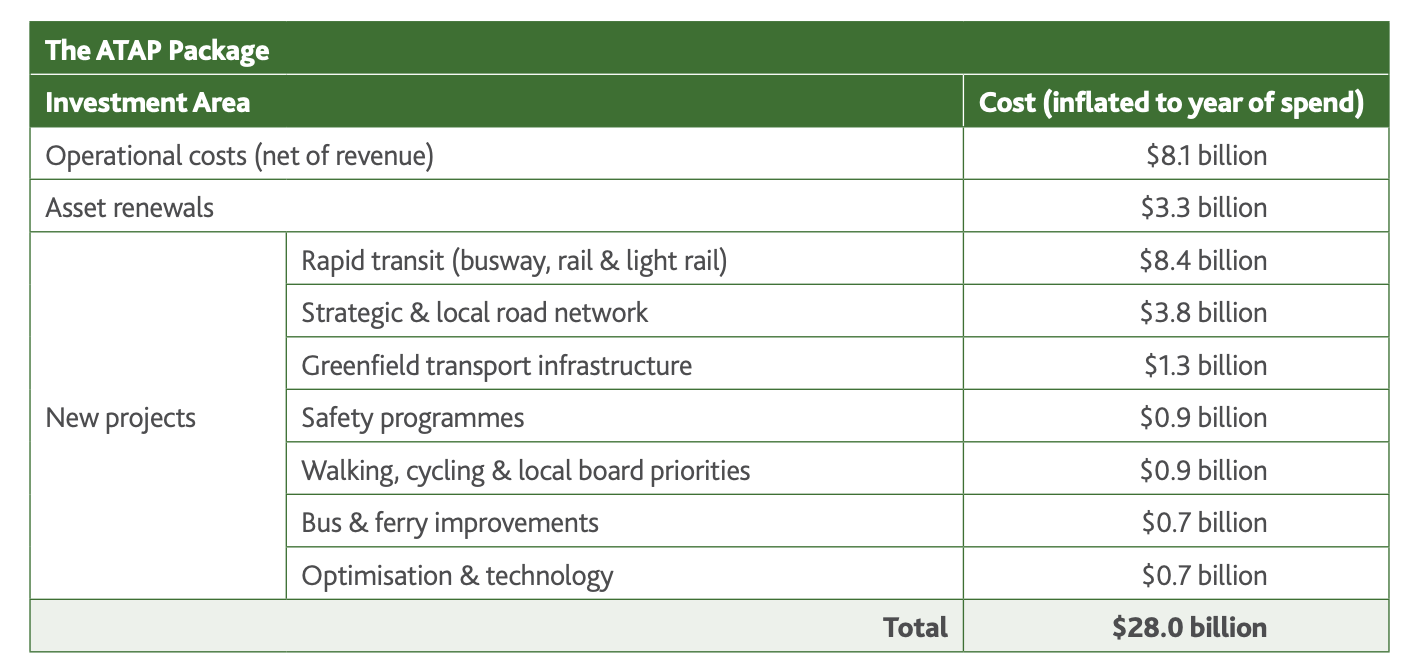 The ATAP Package
Investment Area Cost (inflated to year of spend)
Operational costs (net of revenue) $8.1 billion
Asset renewals $3.3 billion
Rapid transit (busway, rail & light rail) $8.4 billion
Strategic & local road network $3.8 billion
Greenfield transport infrastructure $1.3 billion
New projects Safety programmes $0.9 billion
Walking, cycling & local board priorities $0.9 billion
Bus & ferry improvements $0.7 billion
Optimisation & technology $0.7 billion
Total $28.0 billion